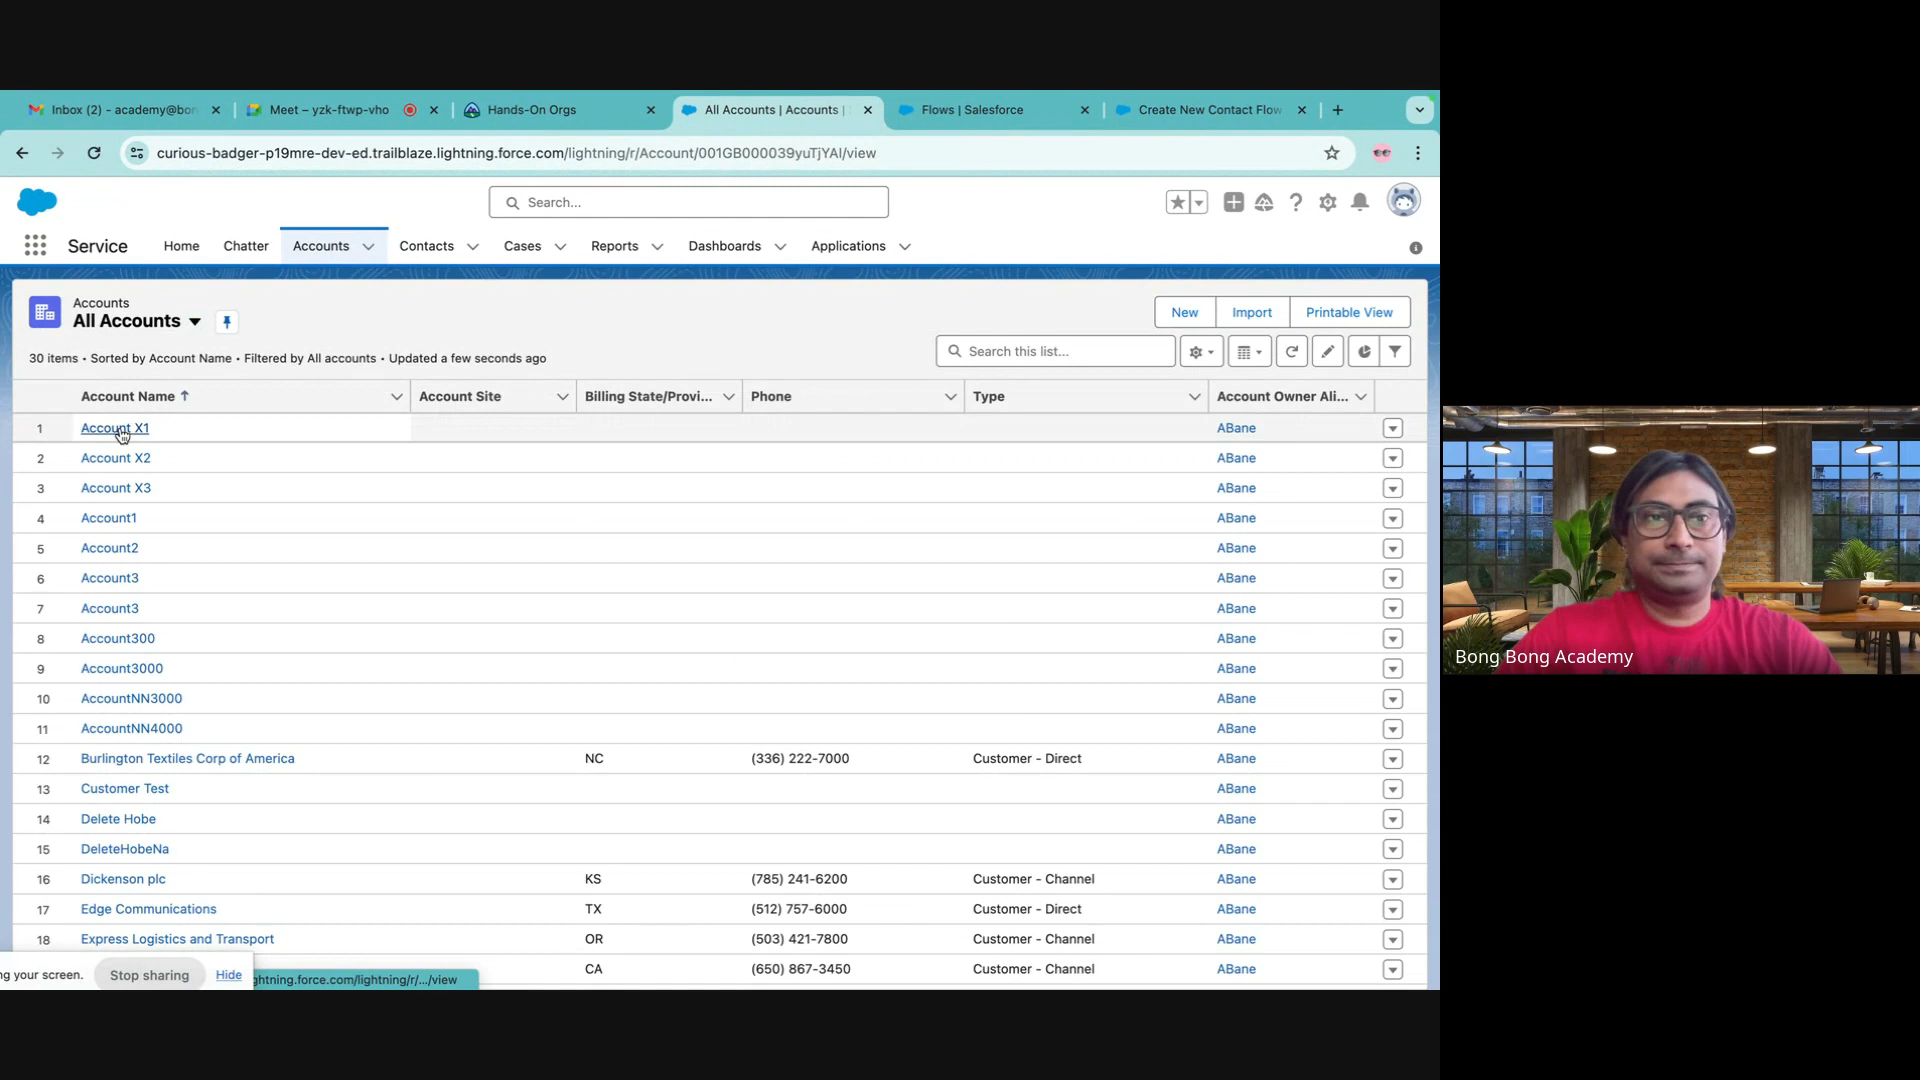 Inbox (2) - academy@bon
Meet – yzk-ftwp-vho
Hands-On Orgs
All Accounts | Accounts |
Flows | Salesforce
Create New Contact Flow
curious-badger-p19mre-dev-ed.trailblaze.lightning.force.com/lightning/r/Account/001GB000039yuTjYAI/view
Search...
Service
Home
Chatter
Accounts
Contacts
Cases
Reports
Dashboards
Applications
Accounts
All Accounts
New
Import
Printable View
30 items • Sorted by Account Name • Filtered by All accounts • Updated a few seconds ago
Search this list...
Account Name ↑ Account Site Billing State/Provi... Phone Type Account Owner Ali...
1 Account X1 ABane
2 Account X2 ABane
3 Account X3 ABane
4 Account1 ABane
5 Account2 ABane
6 Account3 ABane
7 Account3 ABane
8 Account300 ABane
9 Account3000 ABane
10 AccountNN3000 ABane
11 AccountNN4000 ABane
12 Burlington Textiles Corp of America NC (336) 222-7000 Customer - Direct ABane
13 Customer Test ABane
14 Delete Hobe ABane
15 DeleteHobeNa ABane
16 Dickenson plc KS (785) 241-6200 Customer - Channel ABane
17 Edge Communications TX (512) 757-6000 Customer - Direct ABane
18 Express Logistics and Transport OR (503) 421-7800 Customer - Channel ABane
CA (650) 867-3450 Customer - Channel ABane
ng your screen. Stop sharing Hide
ghtning.force.com/lightning/r/.../view
Bong Bong Academy